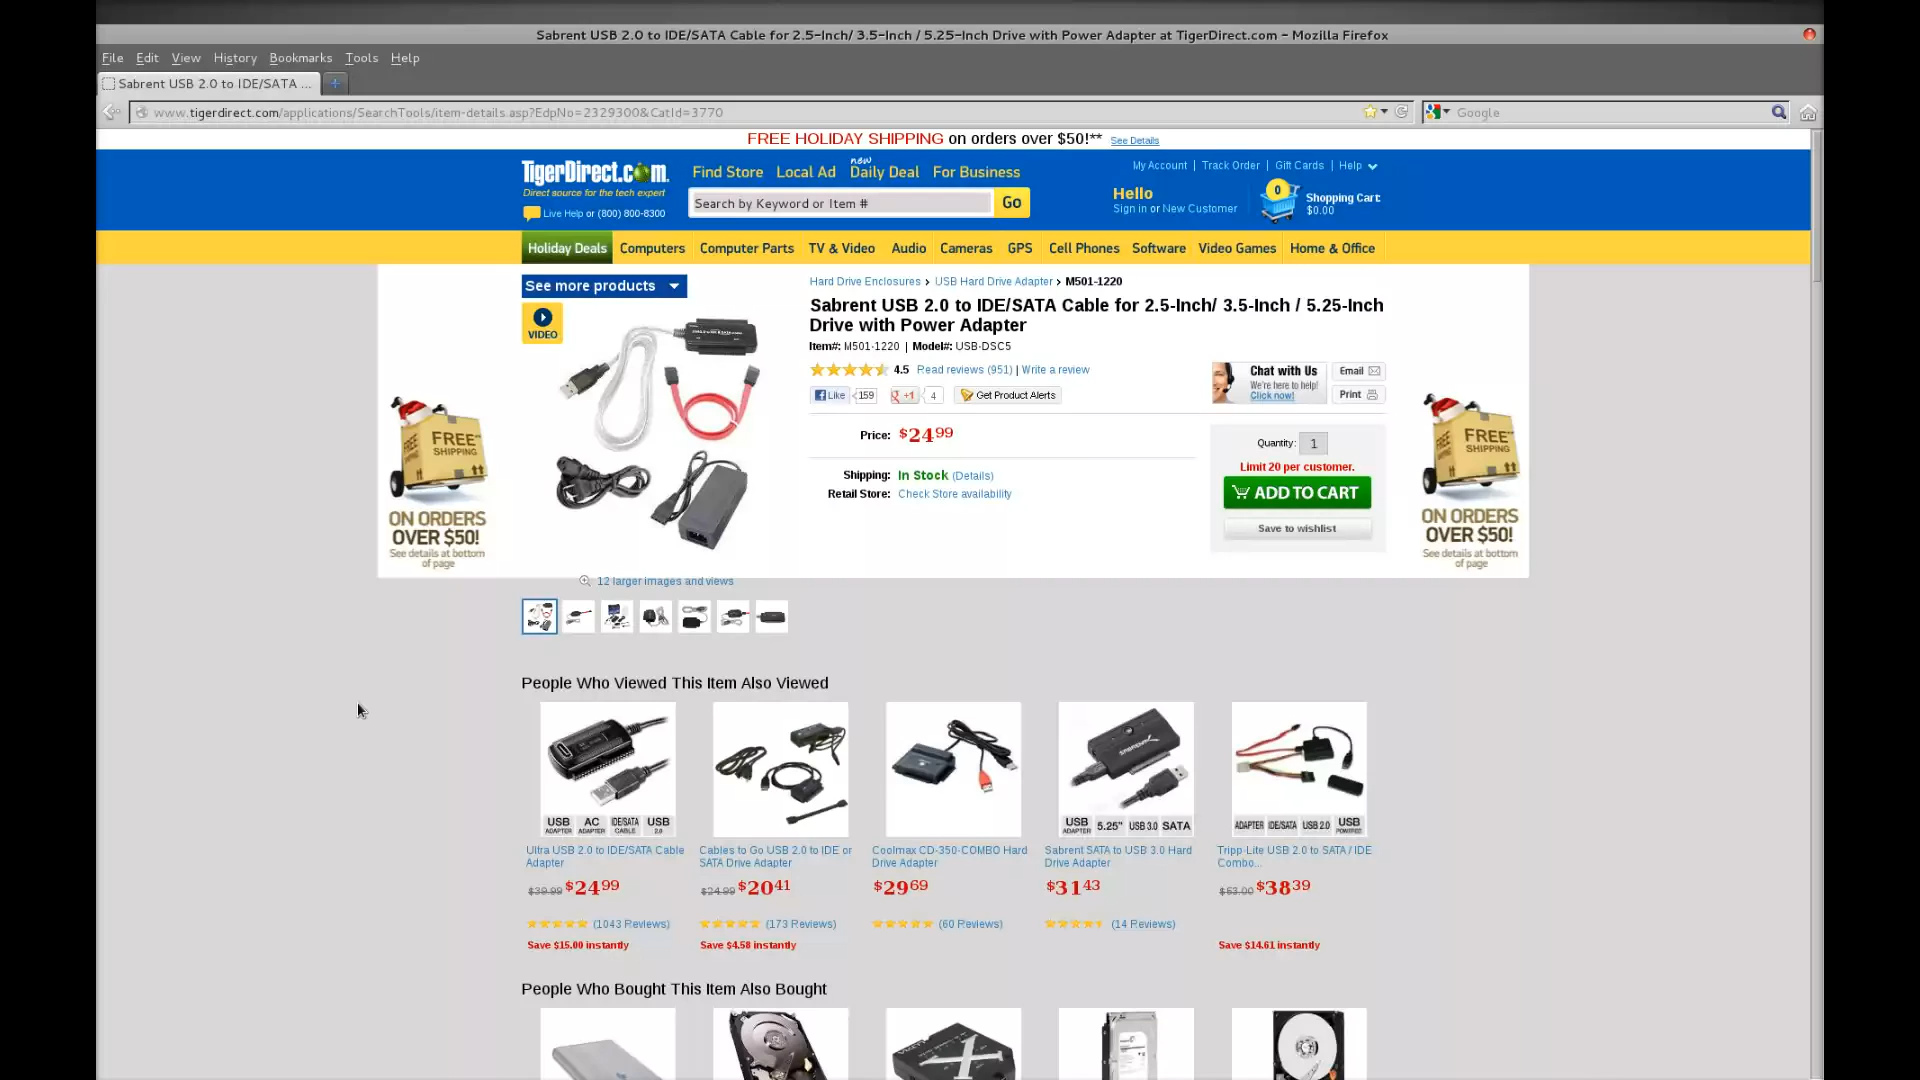 Sabrent USB 2.0 to IDE/SATA Cable for 2.5-Inch/ 3.5-Inch / 5.25-Inch Drive with Power Adapter at TigerDirect.com - Mozilla Firefox
File Edit View History Bookmarks Tools Help
Sabrent USB 2.0 to IDE/SATA ...
www.tigerdirect.com/applications/SearchTools/item-details.asp?EdpNo=2329300&CatId=3770
Google
FREE HOLIDAY SHIPPING on orders over $50!** See Details
TigerDirect.com
Direct source for the tech expert
Live Help or (800) 800-8300
Find Store Local Ad new Daily Deal For Business
Search by Keyword or Item # Go
My Account | Track Order | Gift Cards | Help
Hello
Sign in or New Customer
0
Shopping Cart
$0.00
Holiday Deals Computers Computer Parts TV & Video Audio Cameras GPS Cell Phones Software Video Games Home & Office
See more products
VIDEO
Hard Drive Enclosures › USB Hard Drive Adapter › M501-1220
Sabrent USB 2.0 to IDE/SATA Cable for 2.5-Inch/ 3.5-Inch / 5.25-Inch
Drive with Power Adapter
Item#: M501-1220 | Model#: USB-DSC5
4.5 Read reviews (951) | Write a review
Like 159 +1 4 Get Product Alerts
Chat with Us
We're here to help!
Click now!
Email
Print
Price: $24.99
Shipping: In Stock (Details)
Retail Store: Check Store availability
Quantity: 1
Limit 20 per customer.
ADD TO CART
Save to wishlist
FREE**
SHIPPING
ON ORDERS
OVER $50!
See details at bottom
of page
FREE**
SHIPPING
ON ORDERS
OVER $50!
See details at bottom
of page
12 larger images and views
People Who Viewed This Item Also Viewed
USB ADAPTER AC ADAPTER IDE/SATA CABLE USB 2.0
Ultra USB 2.0 to IDE/SATA Cable
Adapter
$39.99 $24.99
(1043 Reviews)
Save $15.00 instantly
Cables to Go USB 2.0 to IDE or
SATA Drive Adapter
$24.99 $20.41
(173 Reviews)
Save $4.58 instantly
Coolmax CD-350-COMBO Hard
Drive Adapter
$29.69
(60 Reviews)
SABRENT
USB ADAPTER 5.25" USB 3.0 SATA
Sabrent SATA to USB 3.0 Hard
Drive Adapter
$31.43
(14 Reviews)
ADAPTER IDE/SATA USB 2.0 USB POWERED
Tripp-Lite USB 2.0 to SATA / IDE
Combo...
$53.00 $38.39
Save $14.61 instantly
People Who Bought This Item Also Bought